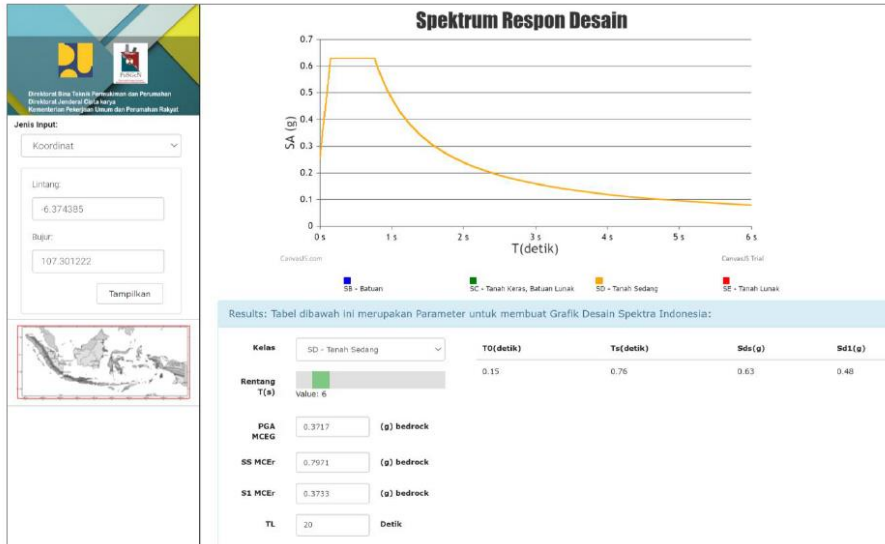 Spektrum Respon Desain
PUSGEN
Direktorat Bina Teknik Permukiman dan Perumahan
Direktorat Jenderal Cipta karya
Kementerian Pekerjaan Umum dan Perumahan Rakyat
Jenis Input:
Koordinat
Lintang:
-6.374385
Bujur:
107.301222
Tampilkan
0.7
0.6
0.5
0.4
0.3
0.2
0.1
0
SA (g)
0 s
1 s
2 s
3 s
4 s
5 s
6 s
T(detik)
CanvasJS.com
CanvasJS Trial
SB - Batuan
SC - Tanah Keras, Batuan Lunak
SD - Tanah Sedang
SE - Tanah Lunak
Results: Tabel dibawah ini merupakan Parameter untuk membuat Grafik Desain Spektra Indonesia:
Kelas
SD - Tanah Sedang
Rentang
T(s)
Value: 6
PGA
MCEG
0.3717
(g) bedrock
SS MCEr
0.7971
(g) bedrock
S1 MCEr
0.3733
(g) bedrock
TL
20
Detik
T0(detik) Ts(detik) Sds(g) Sd1(g)
0.15 0.76 0.63 0.48